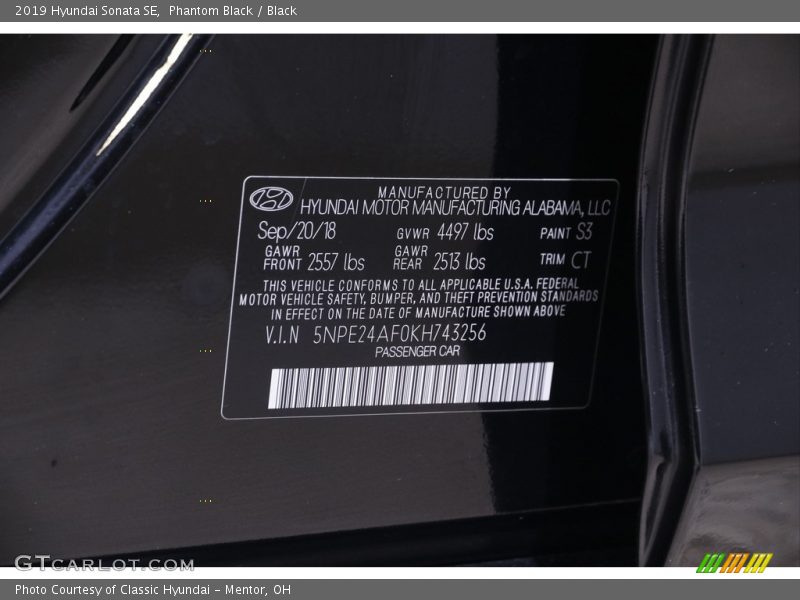 2019 Hyundai Sonata SE, Phantom Black / Black
MANUFACTURED BY
HYUNDAI MOTOR MANUFACTURING ALABAMA, LLC
Sep/20/18 GVWR 4497 lbs PAINT S3
GAWR FRONT 2557 lbs GAWR REAR 2513 lbs TRIM CT
THIS VEHICLE CONFORMS TO ALL APPLICABLE U.S.A. FEDERAL
MOTOR VEHICLE SAFETY, BUMPER, AND THEFT PREVENTION STANDARDS
IN EFFECT ON THE DATE OF MANUFACTURE SHOWN ABOVE
V.I.N 5NPE24AF0KH743256
PASSENGER CAR
GTCARLOT.COM
Photo Courtesy of Classic Hyundai - Mentor, OH